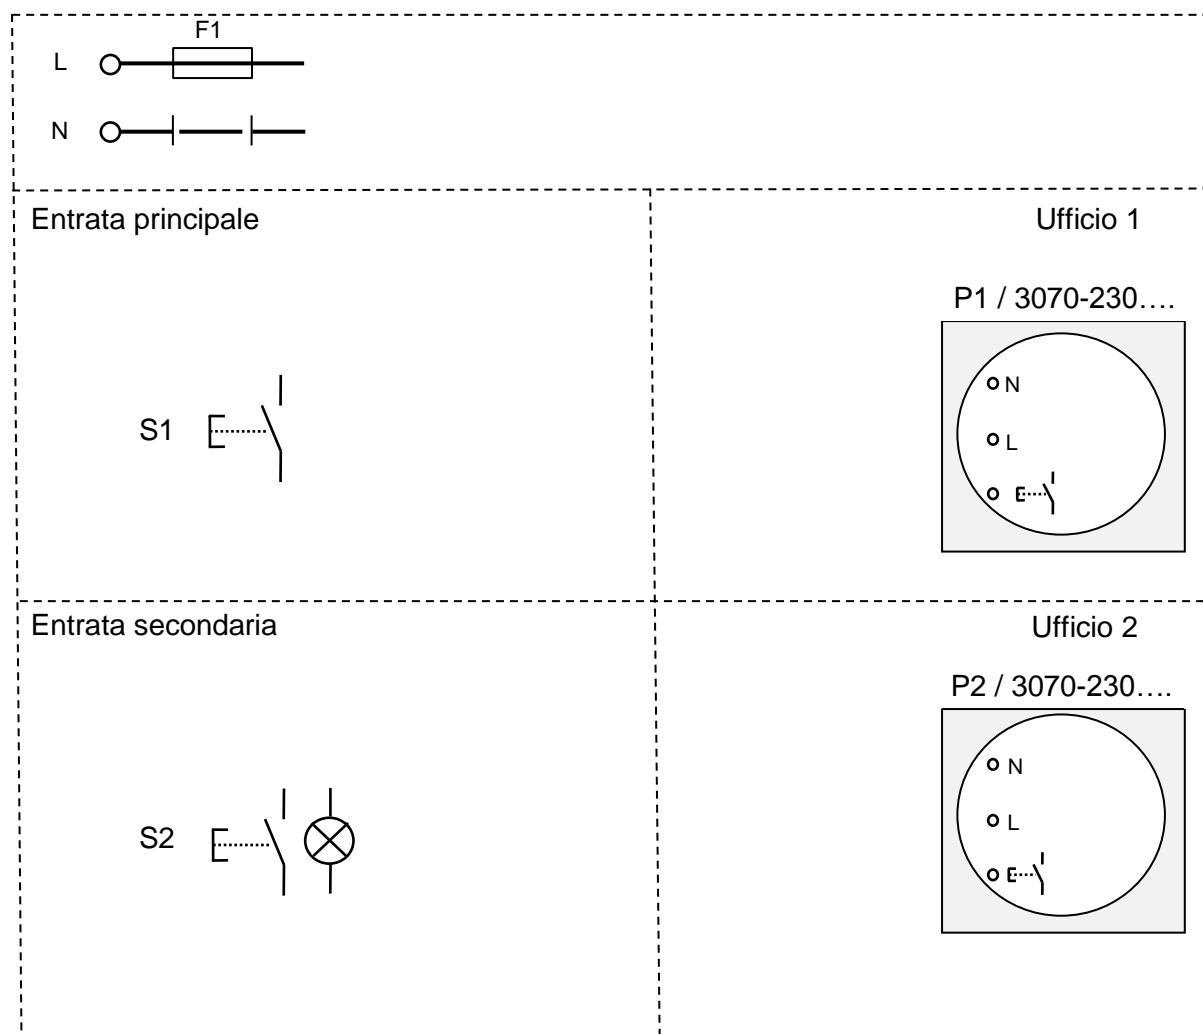 F1
L
N
Entrata principale
Ufficio 1
P1 / 3070-230….
N
L
S1
Entrata secondaria
Ufficio 2
P2 / 3070-230….
N
L
S2